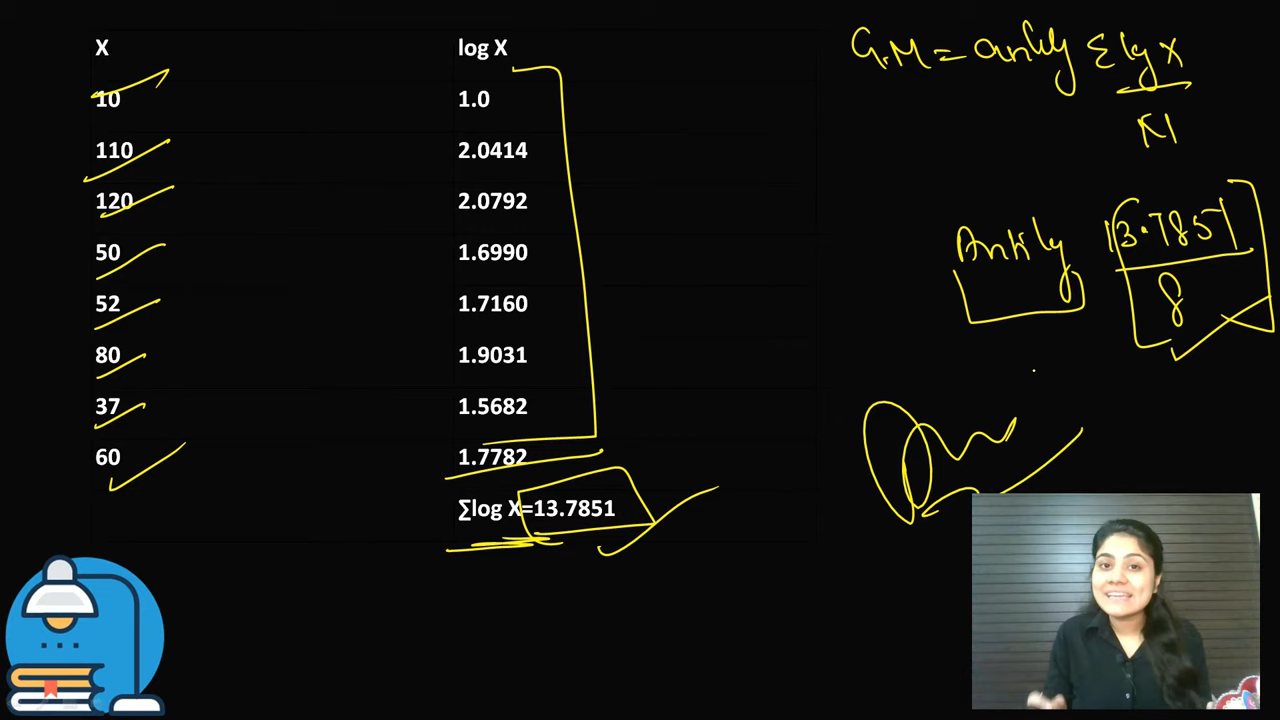 X log X
10 1.0
110 2.0414
120 2.0792
50 1.6990
52 1.7160
80 1.9031
37 1.5682
60 1.7782
∑log X=13.7851
G.M = antilog Σ log X
N
Antilog 13.7851
8